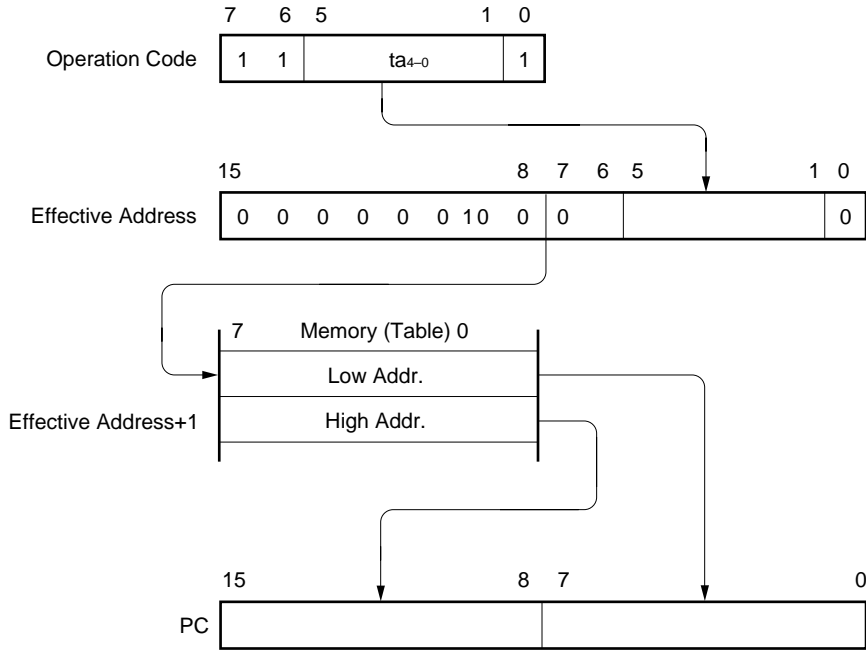 7 6 5 1 0
Operation Code 1 1 ta4–0 1
15 8 7 6 5 1 0
Effective Address 0 0 0 0 0 0 10 0 0 0
7 Memory (Table) 0
Low Addr.
Effective Address+1 High Addr.
15 8 7 0
PC